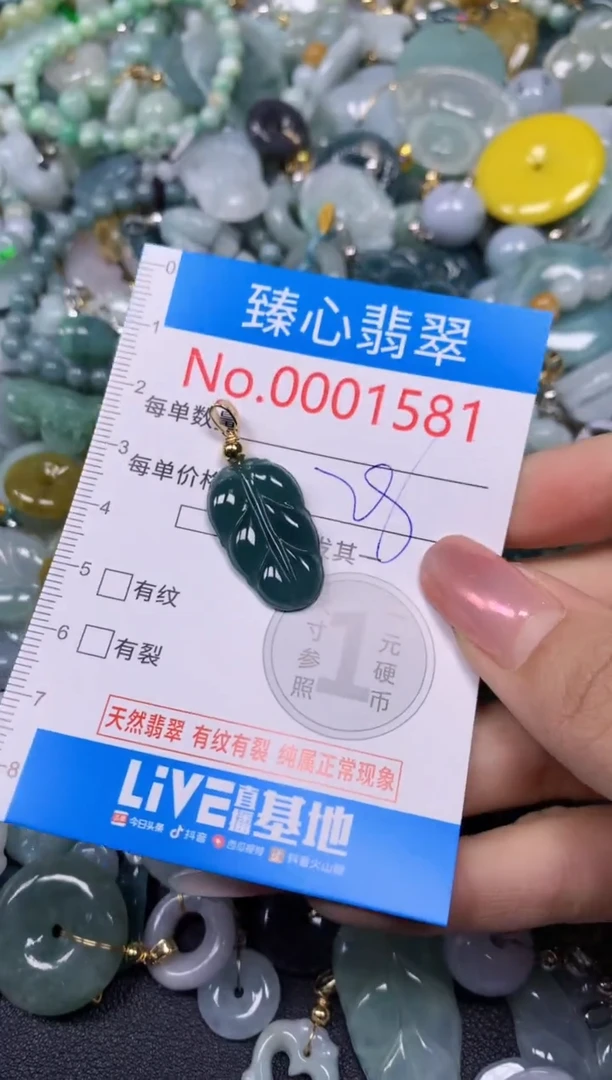 臻心翡翠
No.0001581
每单数
每单价格
发其一
有纹
有裂
寸参照
1
元硬币
天然翡翠 有纹有裂 纯属正常现象
LiVE直播基地
今日头条 抖音 西瓜视频 抖音火山版
0
1
2
3
4
5
6
7
8